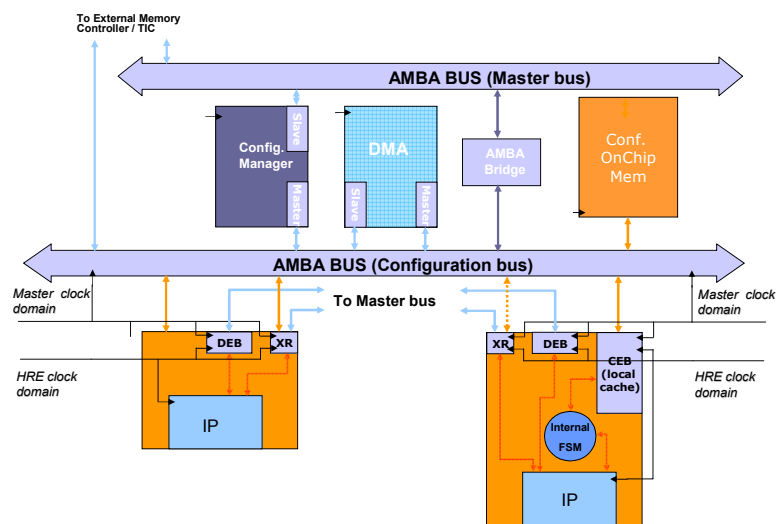 To External Memory
Controller / TIC
AMBA BUS (Master bus)
Config.
Manager
Slave
Master
DMA
Slave
Master
AMBA
Bridge
Conf.
OnChip
Mem
AMBA BUS (Configuration bus)
Master clock
domain
To Master bus
Master clock
domain
DEB
XR
XR
DEB
CEB
(local
cache)
HRE clock
domain
HRE clock
domain
IP
Internal
FSM
IP